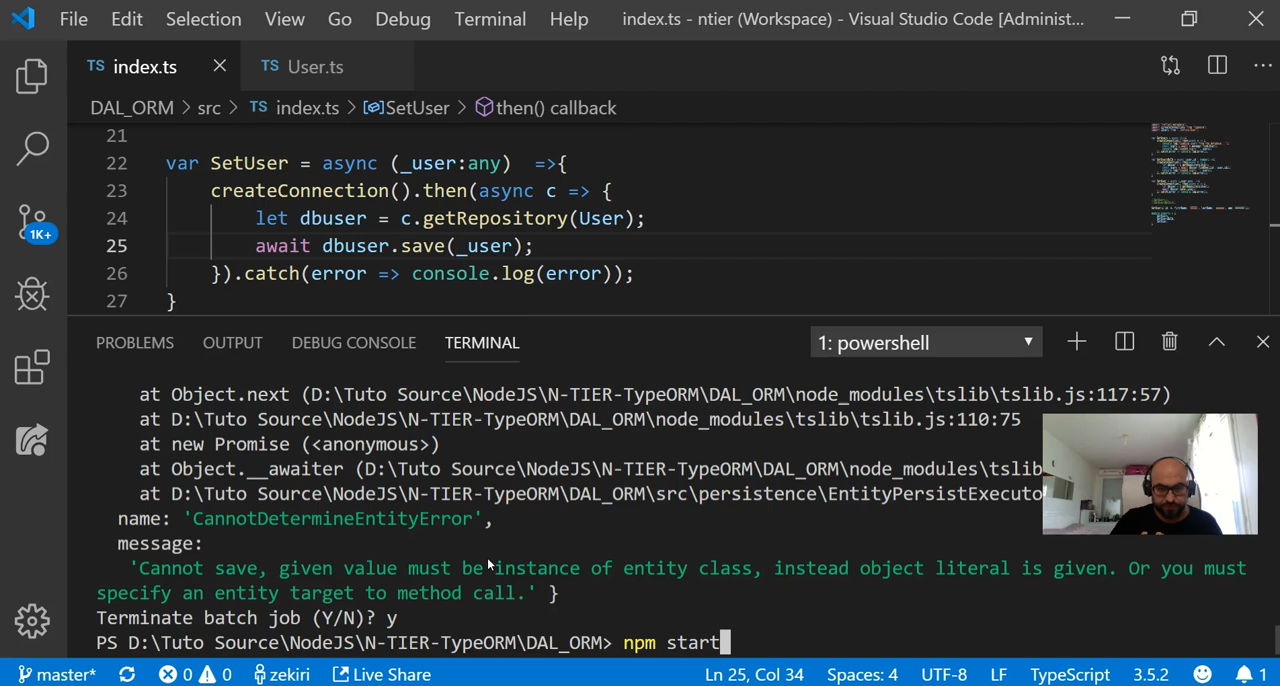 File Edit Selection View Go Debug Terminal Help index.ts - ntier (Workspace) - Visual Studio Code [Administ...
TS index.ts TS User.ts
DAL_ORM > src > TS index.ts > SetUser > then() callback
21
22 var SetUser = async (_user:any) =>{
23 createConnection().then(async c => {
24 let dbuser = c.getRepository(User);
25 await dbuser.save(_user);
26 }).catch(error => console.log(error));
27 }
1K+
PROBLEMS OUTPUT DEBUG CONSOLE TERMINAL 1: powershell
at Object.next (D:\Tuto Source\NodeJS\N-TIER-TypeORM\DAL_ORM\node_modules\tslib\tslib.js:117:57)
at D:\Tuto Source\NodeJS\N-TIER-TypeORM\DAL_ORM\node_modules\tslib\tslib.js:110:75
at new Promise (<anonymous>)
at Object.__awaiter (D:\Tuto Source\NodeJS\N-TIER-TypeORM\DAL_ORM\node_modules\tslib
at D:\Tuto Source\NodeJS\N-TIER-TypeORM\DAL_ORM\src\persistence\EntityPersistExecuto
name: 'CannotDetermineEntityError',
message:
'Cannot save, given value must be instance of entity class, instead object literal is given. Or you must
specify an entity target to method call.' }
Terminate batch job (Y/N)? y
PS D:\Tuto Source\NodeJS\N-TIER-TypeORM\DAL_ORM> npm start
master* 0 0 zekiri Live Share Ln 25, Col 34 Spaces: 4 UTF-8 LF TypeScript 3.5.2 1